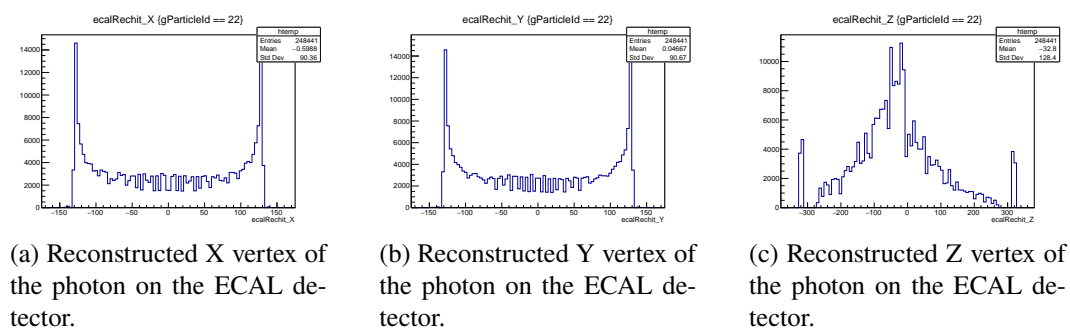 ecalRechit_X {gParticleId == 22}
htemp
Entries 248441
Mean −0.5988
Std Dev 90.36
14000
12000
10000
8000
6000
4000
2000
0
−150 −100 −50 0 50 100 150
ecalRechit_X
(a) Reconstructed X vertex of
the photon on the ECAL de-
tector.
ecalRechit_Y {gParticleId == 22}
htemp
Entries 248441
Mean 0.04667
Std Dev 90.67
14000
12000
10000
8000
6000
4000
2000
0
−150 −100 −50 0 50 100 150
ecalRechit_Y
(b) Reconstructed Y vertex of
the photon on the ECAL de-
tector.
ecalRechit_Z {gParticleId == 22}
htemp
Entries 248441
Mean −32.8
Std Dev 128.4
10000
8000
6000
4000
2000
0
−300 −200 −100 0 100 200 300
ecalRechit_Z
(c) Reconstructed Z vertex of
the photon on the ECAL de-
tector.